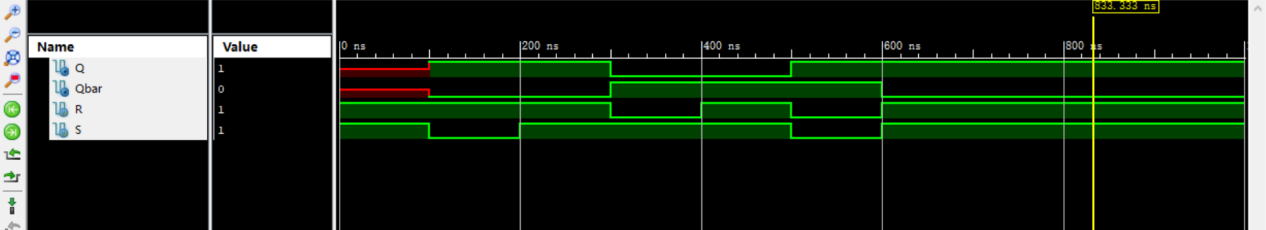 833.333 ns
Name Value
0 ns 200 ns 400 ns 600 ns 800 ns
Q 1
Qbar 0
R 1
S 1